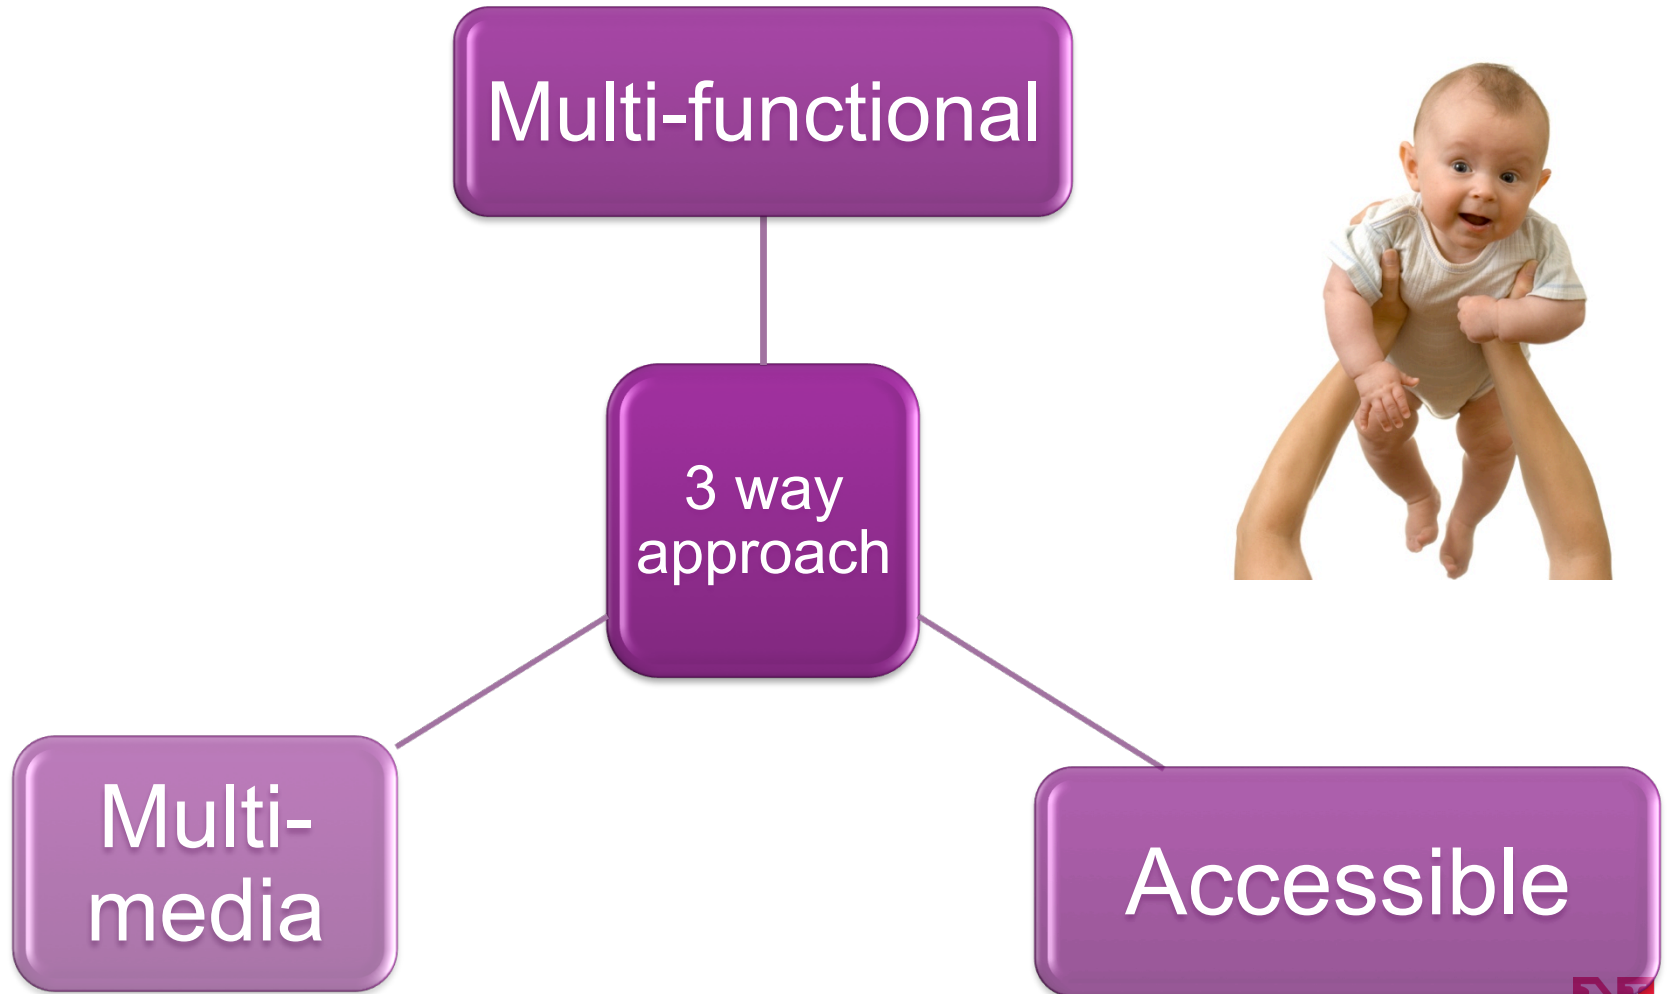 Multi-functional
3 way
approach
Multi-
media
Accessible